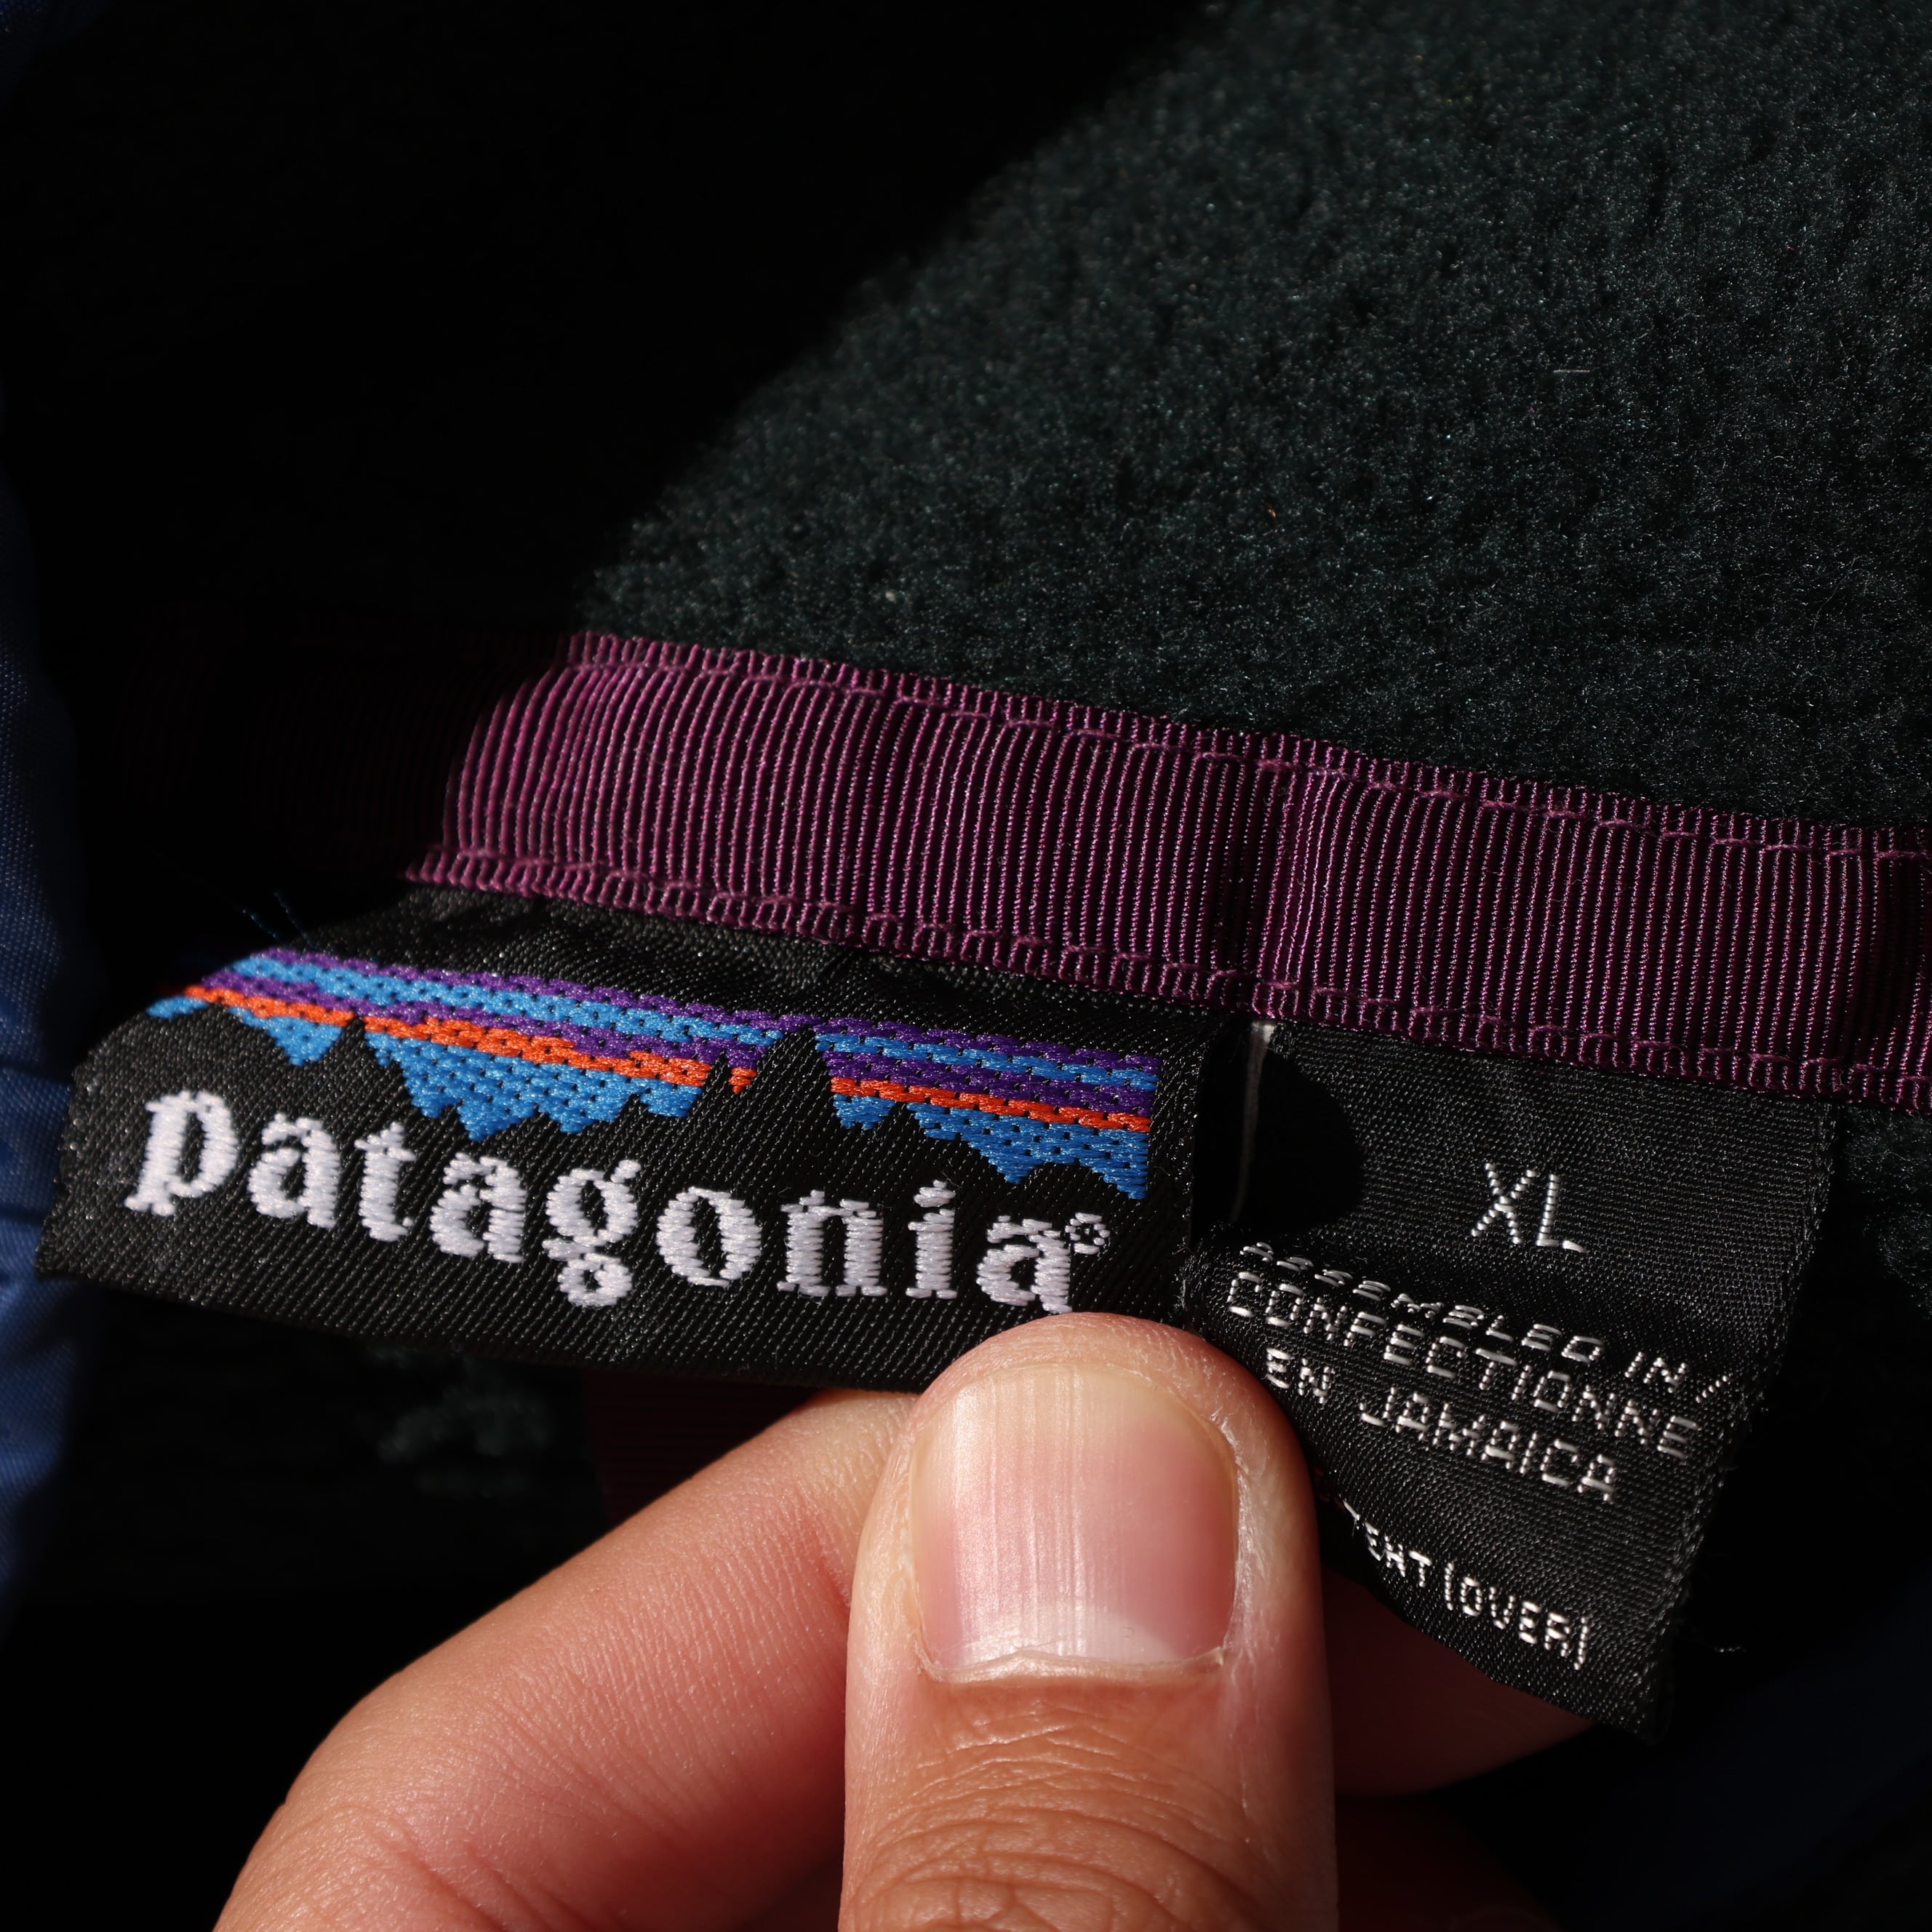 patagonia®
XL
ASSEMBLED IN /
CONFECTIONNE
EN JAMAICA
(OVER)